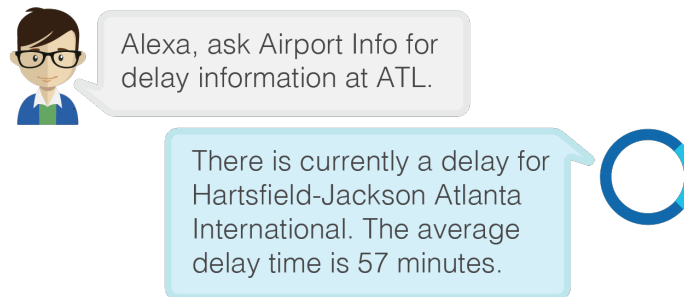 Alexa, ask Airport Info for
delay information at ATL.
There is currently a delay for
Hartsfield-Jackson Atlanta
International. The average
delay time is 57 minutes.